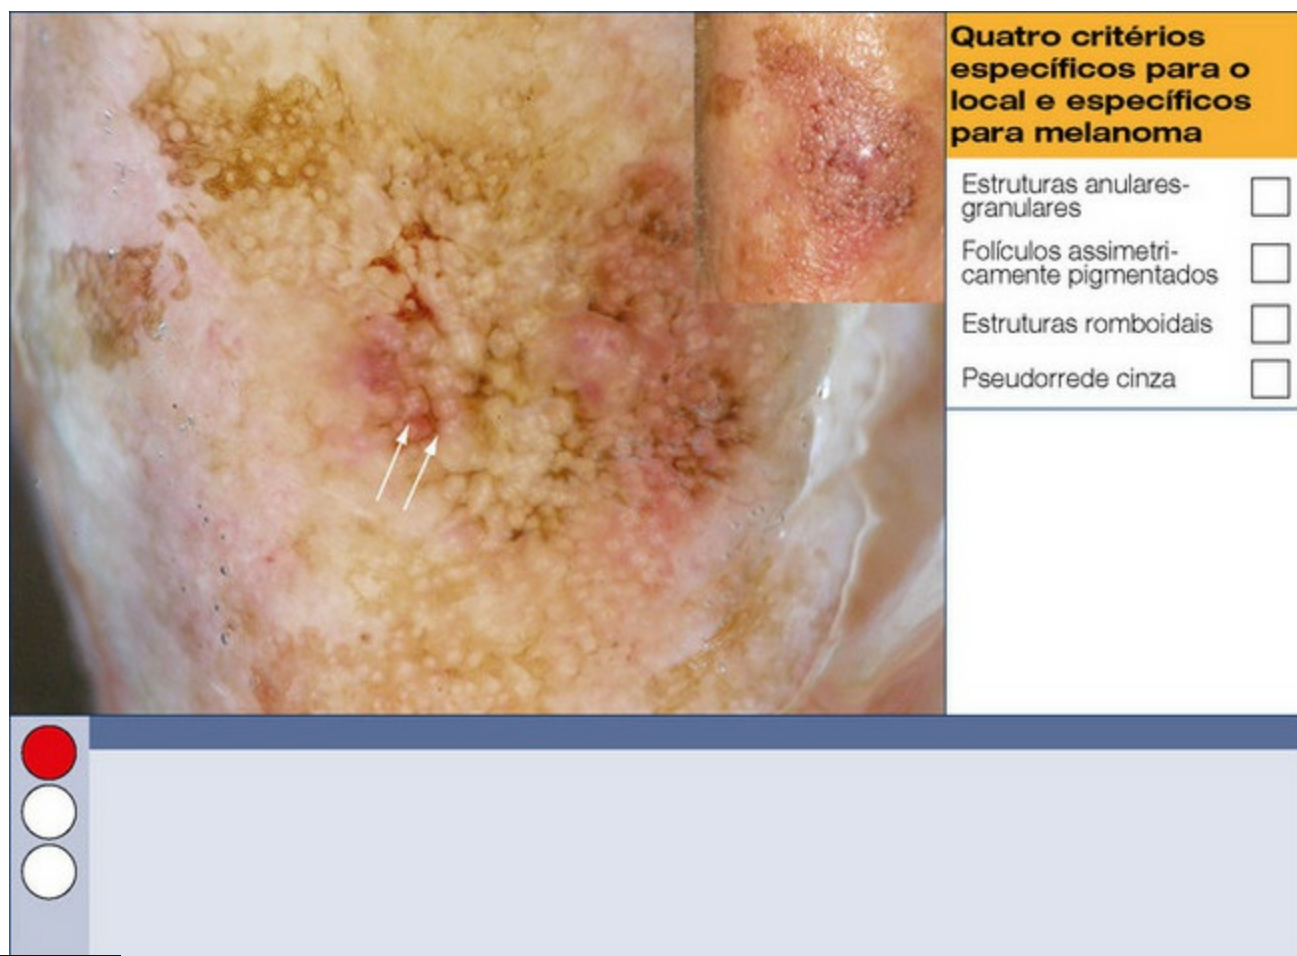 Quatro critérios
específicos para o
local e específicos
para melanoma
Estruturas anulares-
granulares
Folículos assimetri-
camente pigmentados
Estruturas romboidais
Pseudorrede cinza